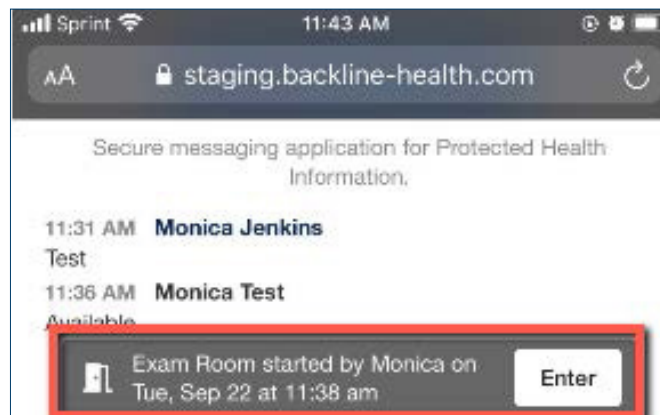 Sprint 11:43 AM
AA staging.backline-health.com
Secure messaging application for Protected Health
Information.
11:31 AM Monica Jenkins
Test
11:36 AM Monica Test
Available
Exam Room started by Monica on
Tue, Sep 22 at 11:38 am
Enter